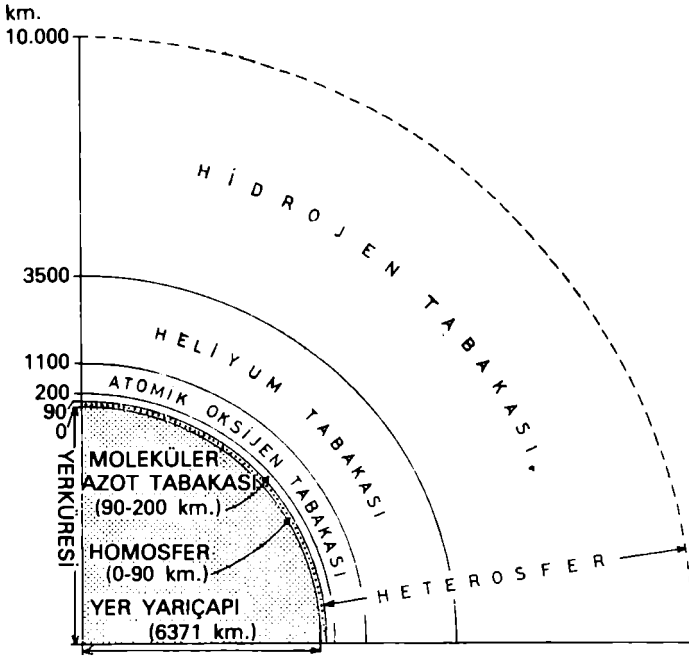 km.
10.000
3500
1100
200
90
0
HİDROJEN TABAKASI
HELİYUM TABAKASI
ATOMIK OKSİJEN TABAKASI
MOLEKÜLER
AZOT TABAKASI
(90-200 km.)
HOMOSFER
(0-90 km.)
YER YARIÇAPI
(6371 km.)
YERKÜRESİ
HETEROSFER